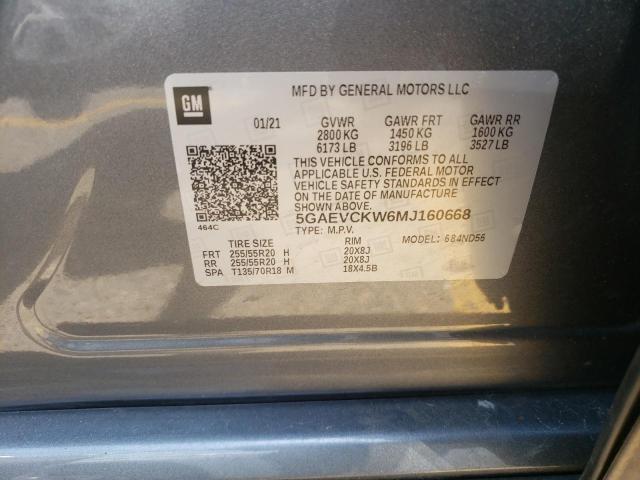 GM
MFD BY GENERAL MOTORS LLC
01/21 GVWR GAWR FRT GAWR RR
2800 KG 1450 KG 1600 KG
6173 LB 3196 LB 3527 LB
THIS VEHICLE CONFORMS TO ALL
APPLICABLE U.S. FEDERAL MOTOR
VEHICLE SAFETY STANDARDS IN EFFECT
ON THE DATE OF MANUFACTURE
SHOWN ABOVE.
5GAEVCKW6MJ160668
464C
TYPE: M.P.V. MODEL: 684ND56
TIRE SIZE RIM
FRT 255/55R20 H 20X8J
RR 255/55R20 H 20X8J
SPA T135/70R18 M 18X4.5B